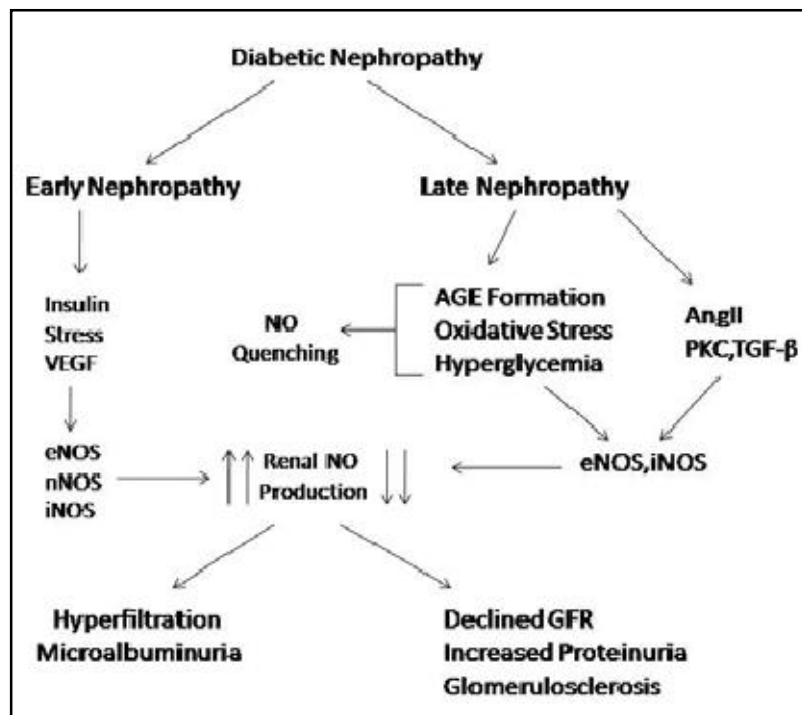 Diabetic Nephropathy
Early Nephropathy
Late Nephropathy
Insulin
Stress
VEGF
NO
Quenching
AGE Formation
Oxidative Stress
Hyperglycemia
AngII
PKC,TGF-β
eNOS
nNOS
iNOS
Renal NO
Production
eNOS,iNOS
Hyperfiltration
Microalbuminuria
Declined GFR
Increased Proteinuria
Glomerulosclerosis